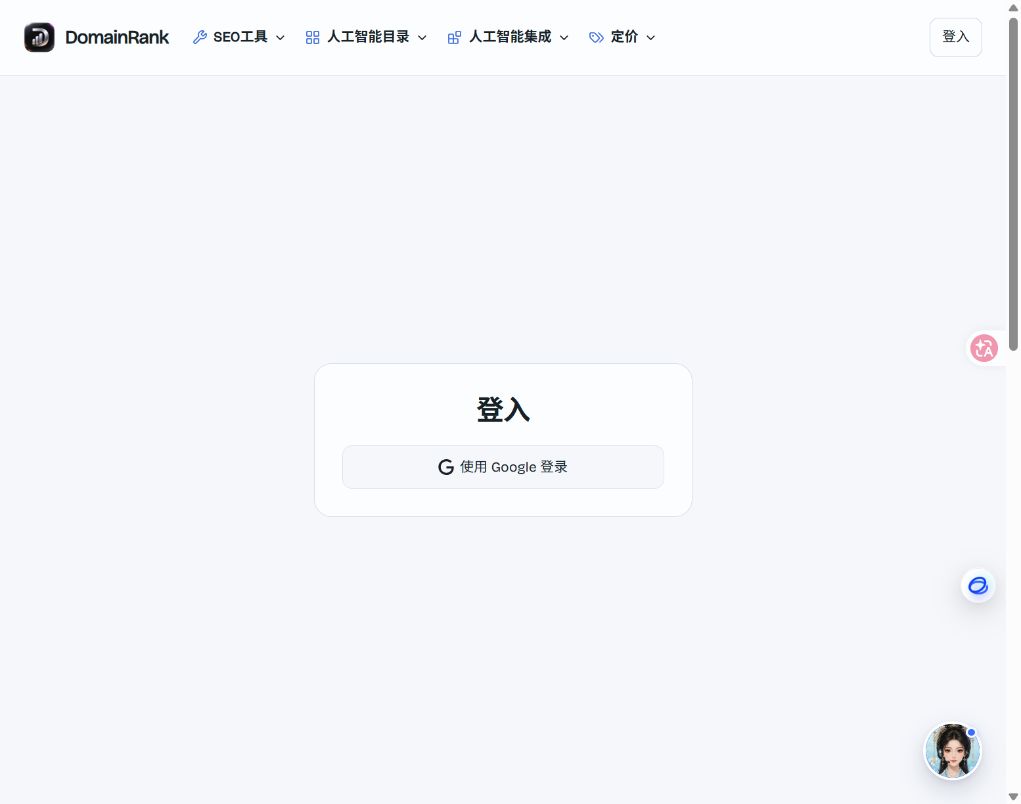 DomainRank
SEO工具
人工智能目录
人工智能集成
定价
登入
登入
使用 Google 登录